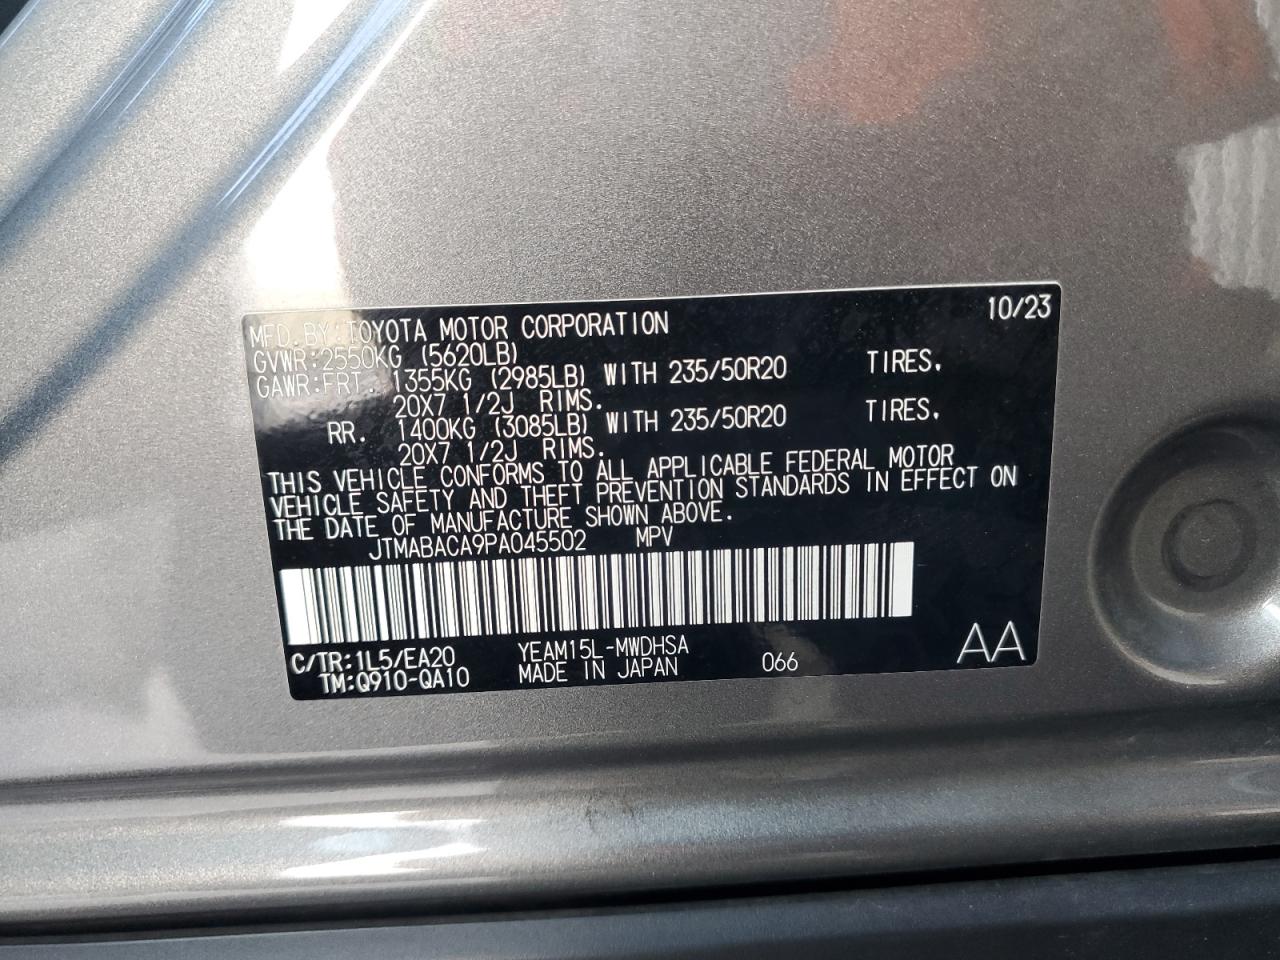 MFD.BY:TOYOTA MOTOR CORPORATION 10/23
GVWR:2550KG (5620LB)
GAWR:FRT. 1355KG (2985LB) WITH 235/50R20 TIRES.
20X7 1/2J RIMS.
RR. 1400KG (3085LB) WITH 235/50R20 TIRES.
20X7 1/2J RIMS.
THIS VEHICLE CONFORMS TO ALL APPLICABLE FEDERAL MOTOR
VEHICLE SAFETY AND THEFT PREVENTION STANDARDS IN EFFECT ON
THE DATE OF MANUFACTURE SHOWN ABOVE.
JTMABACA9PA045502 MPV
C/TR:1L5/EA20 YEAM15L-MWDHSA
TM:Q910-QA10 MADE IN JAPAN 066 AA